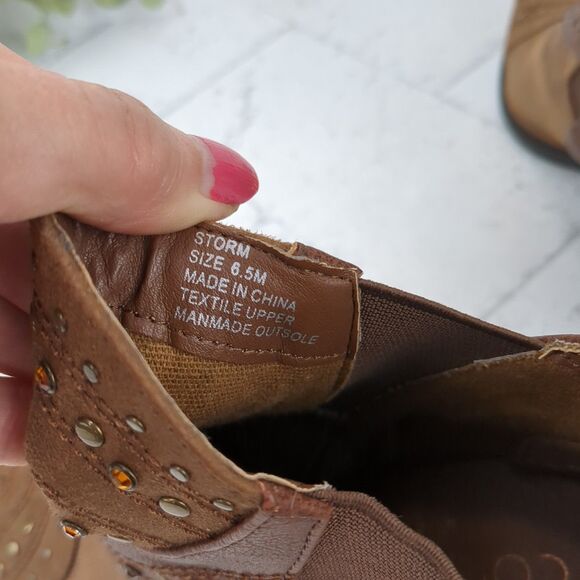 STORM
SIZE 6.5M
MADE IN CHINA
TEXTILE UPPER
MANMADE OUTSOLE